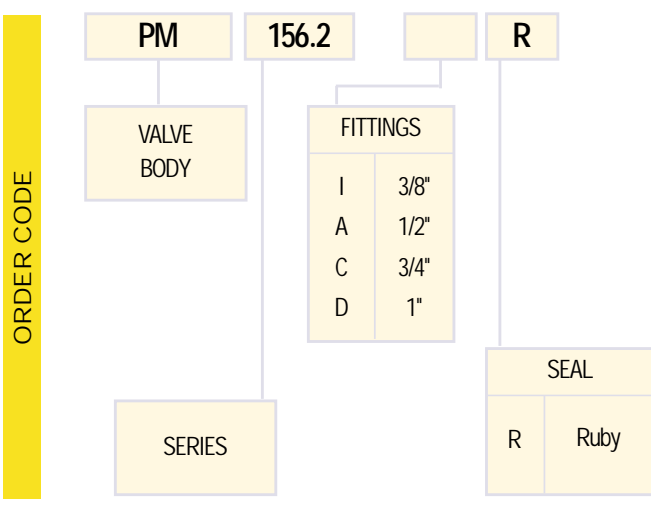 ORDER CODE
PM 156.2 R
VALVE
BODY
FITTINGS
I 3/8"
A 1/2"
C 3/4"
D 1"
SERIES
SEAL
R Ruby